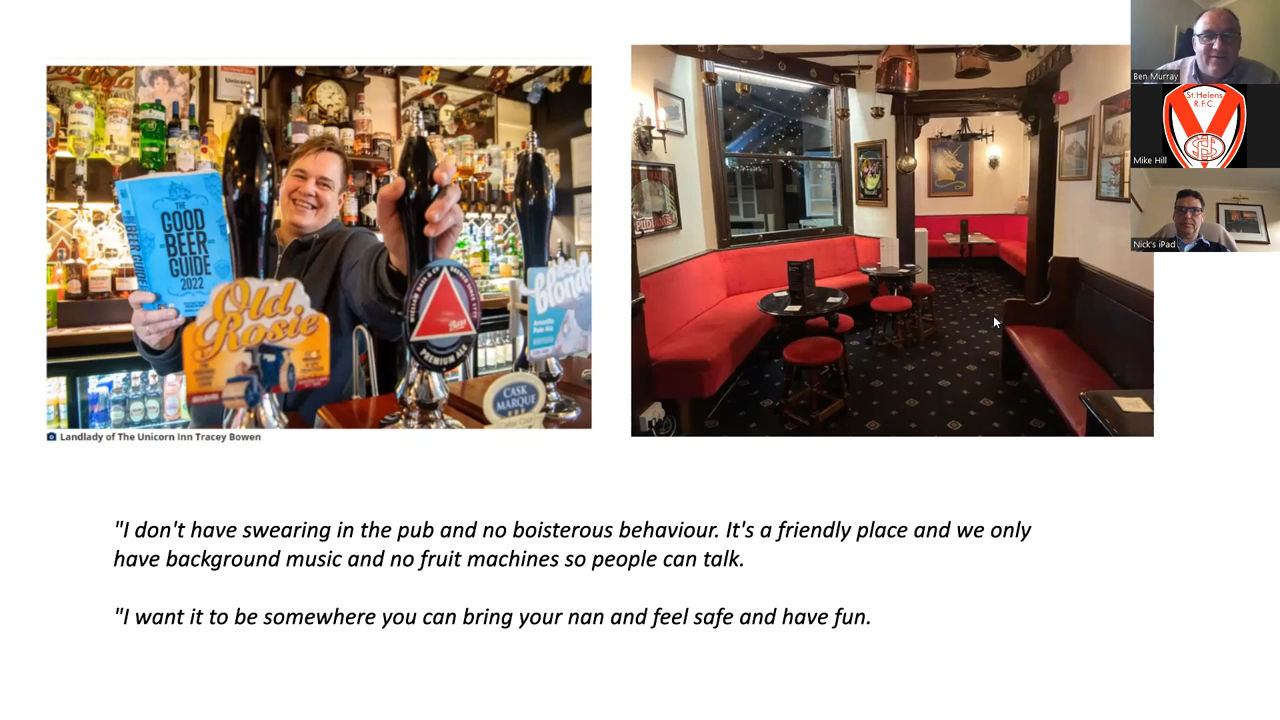 Unicorn
THE
GOOD
BEER
GUIDE
2022
Old
Rosie
Bass
PREMIUM ALE
blonde
CASK
MARQUE
Landlady of The Unicorn Inn Tracey Bowen
PUDDINGS
Ben Murray
St.Helens
R.F.C.
Mike Hill
Nick's iPad
"I don't have swearing in the pub and no boisterous behaviour. It's a friendly place and we only
have background music and no fruit machines so people can talk.
"I want it to be somewhere you can bring your nan and feel safe and have fun.